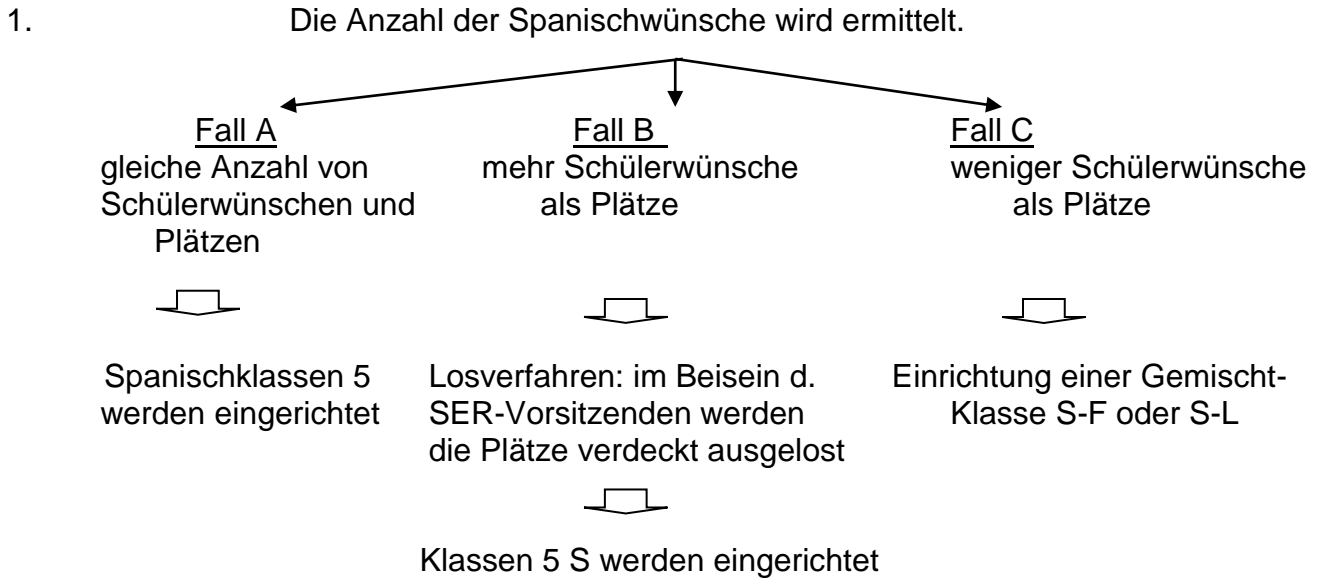 1. Die Anzahl der Spanischwünsche wird ermittelt.
Fall A
gleiche Anzahl von
Schülerwünschen und
Plätzen
Fall B
mehr Schülerwünsche
als Plätze
Fall C
weniger Schülerwünsche
als Plätze
Spanischklassen 5
werden eingerichtet
Losverfahren: im Beisein d.
SER-Vorsitzenden werden
die Plätze verdeckt ausgelost
Einrichtung einer Gemischt-
Klasse S-F oder S-L
Klassen 5 S werden eingerichtet